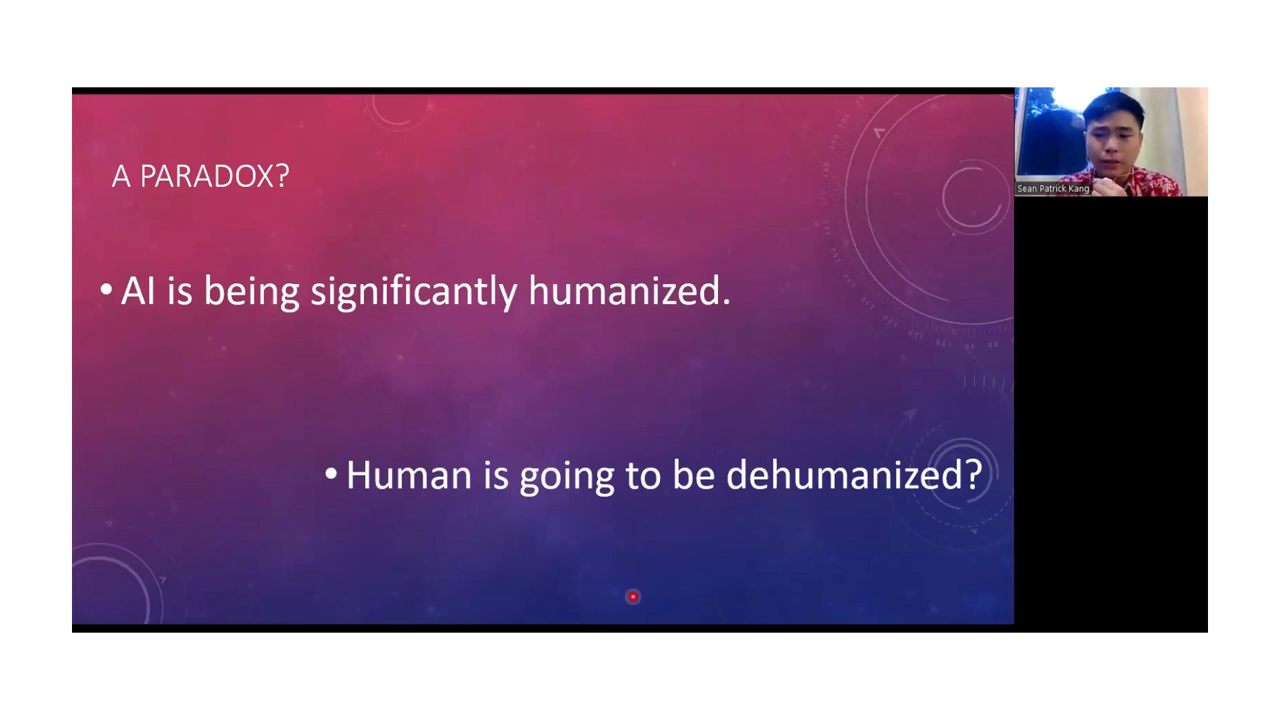 A PARADOX?
• AI is being significantly humanized.
• Human is going to be dehumanized?
Sean Patrick Kang